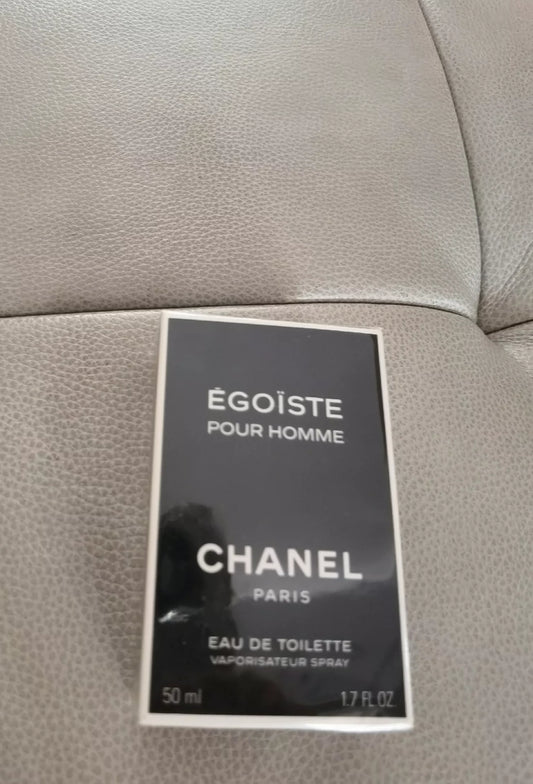 ÉGOÏSTE
POUR HOMME
CHANEL
PARIS
EAU DE TOILETTE
VAPORISATEUR SPRAY
50 ml 1.7 FL.OZ.